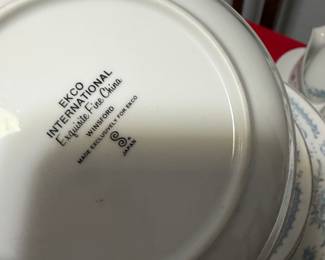 EKCO
INTERNATIONAL
Exquisite Fine China
WINSFORD
MADE EXCLUSIVELY FOR EKCO
S
JAPAN